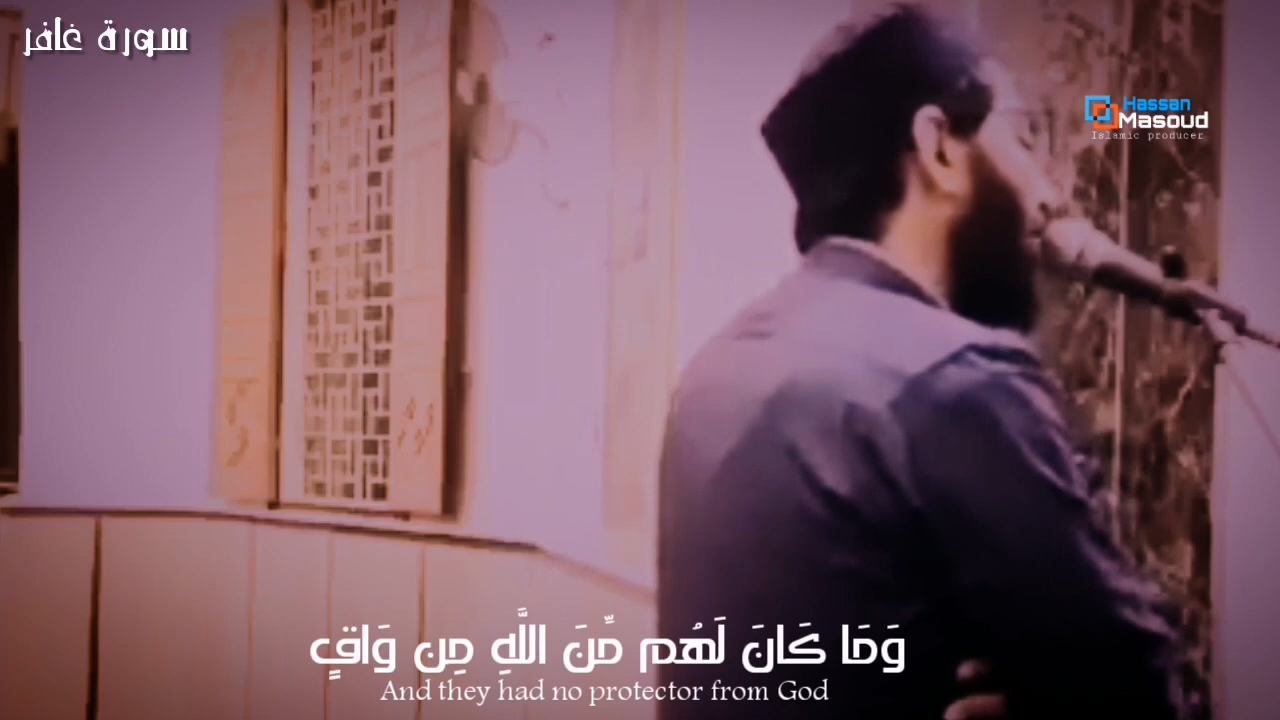 سورة غافر
Hassan
Masoud
Islamic producer
وَمَا كَانَ لَهُم مِّنَ اللَّهِ مِن وَاقٍ
And they had no protector from God